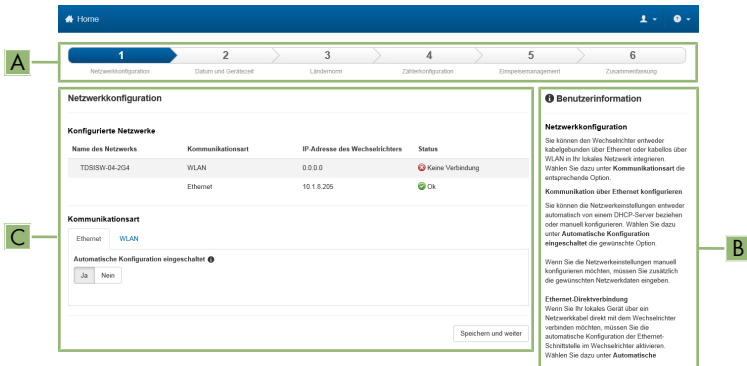 Home
1 2 3 4 5 6
Netzwerkkonfiguration Datum und Gerätezeit Ländernorm Zählerkonfiguration Einspeisemanagement Zusammenfassung
A
Netzwerkkonfiguration
Konfigurierte Netzwerke
Name des Netzwerks Kommunikationsart IP-Adresse des Wechselrichters Status
TDSISW-04-2G4 WLAN 0.0.0.0 Keine Verbindung
Ethernet 10.1.8.205 Ok
Kommunikationsart
C
Ethernet WLAN
Automatische Konfiguration eingeschaltet
Ja Nein
Speichern und weiter
Benutzerinformation
Netzwerkkonfiguration
Sie können den Wechselrichter entweder
kabelgebunden über Ethernet oder kabellos über
WLAN in Ihr lokales Netzwerk integrieren.
Wählen Sie dazu unter Kommunikationsart die
entsprechende Option.
Kommunikation über Ethernet konfigurieren
Sie können die Netzwerkeinstellungen entweder
automatisch von einem DHCP-Server beziehen
oder manuell konfigurieren. Wählen Sie dazu
unter Automatische Konfiguration
eingeschaltet die gewünschte Option.
B
Wenn Sie die Netzwerkeinstellungen manuell
konfigurieren möchten, müssen Sie zusätzlich
die gewünschten Netzwerkdaten eingeben.
Ethernet-Direktverbindung
Wenn Sie Ihr lokales Gerät über ein
Netzwerkkabel direkt mit dem Wechselrichter
verbinden möchten, müssen Sie die
automatische Konfiguration der Ethernet-
Schnittstelle im Wechselrichter aktivieren.
Wählen Sie dazu unter Automatische